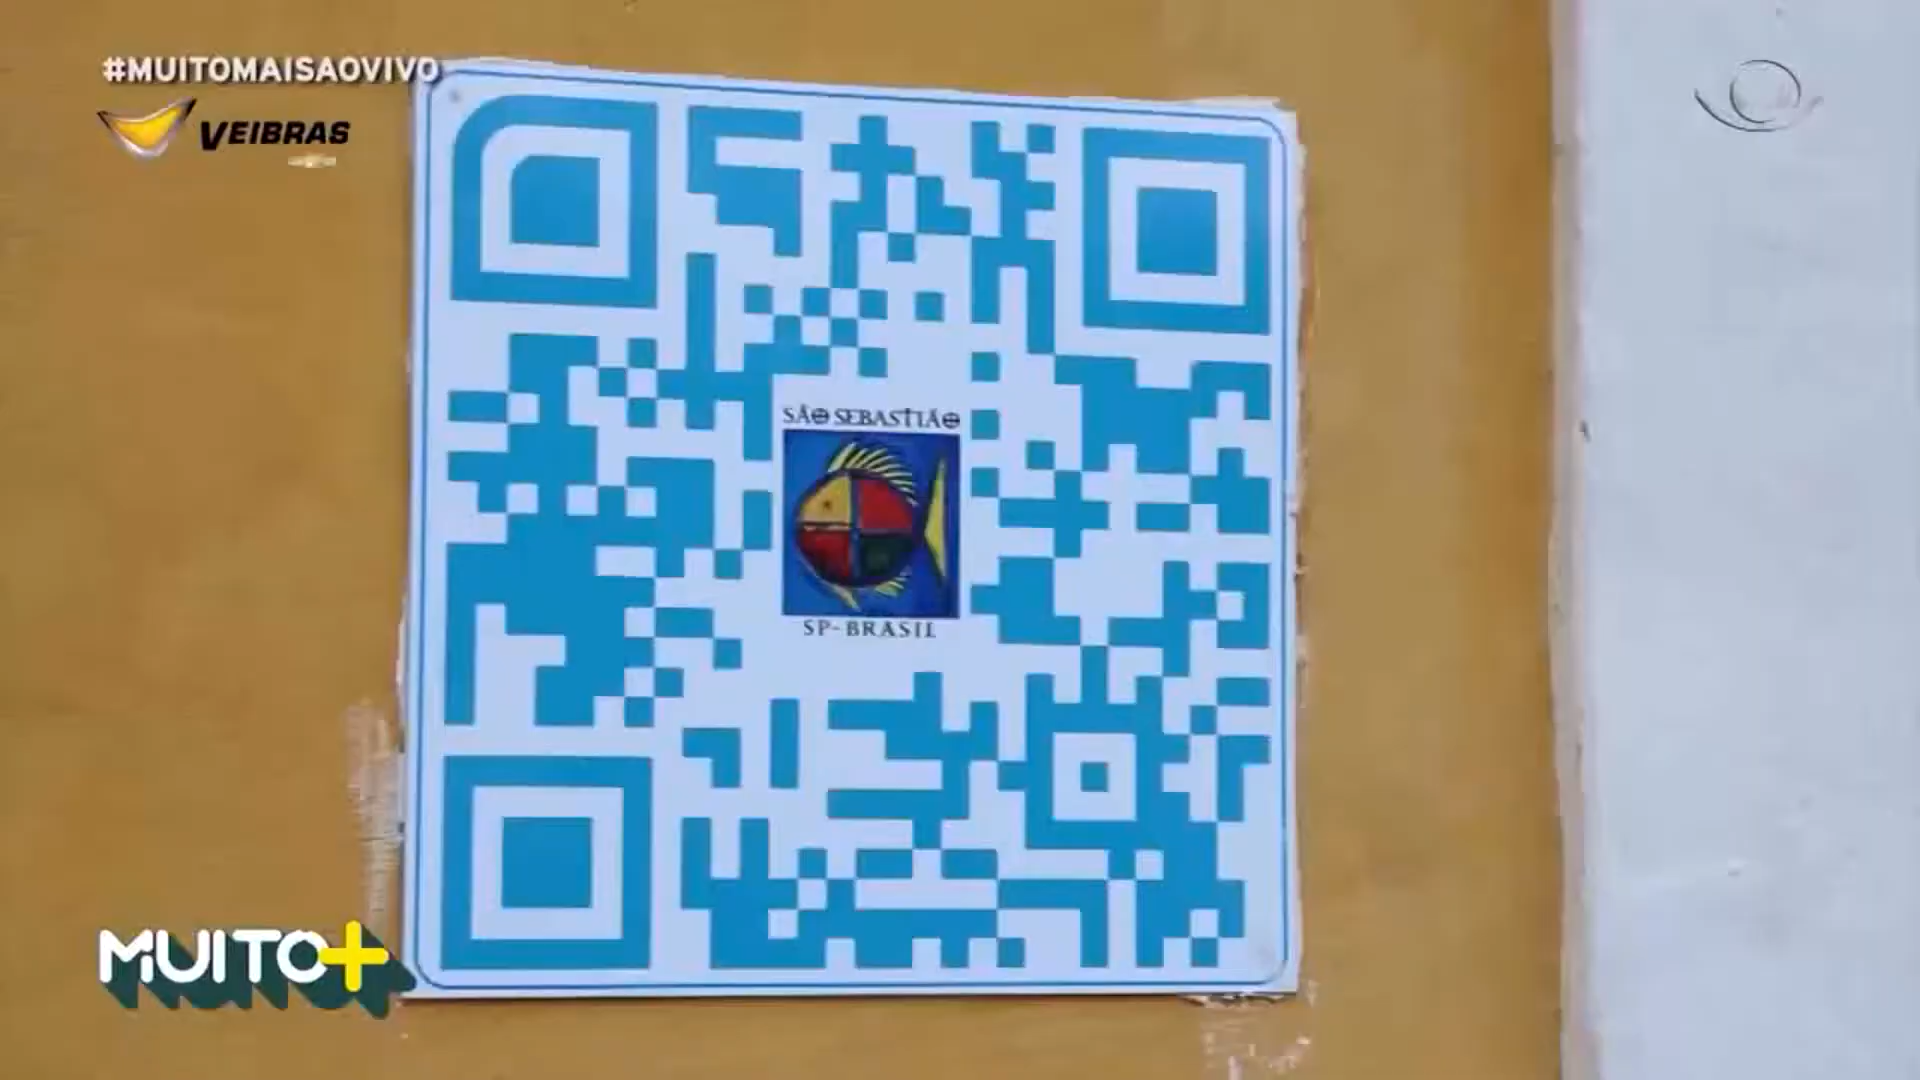 #MUITOMAISAOVIVO
VEIBRAS
SÃO SEBASTIÃO
SP-BRASIL
MUITO+